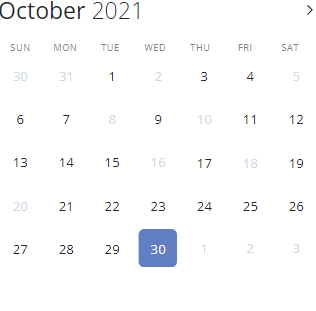 October 2021
SUN MON TUE WED THU FRI SAT
30 31 1 2 3 4 5
6 7 8 9 10 11 12
13 14 15 16 17 18 19
20 21 22 23 24 25 26
27 28 29 30 1 2 3